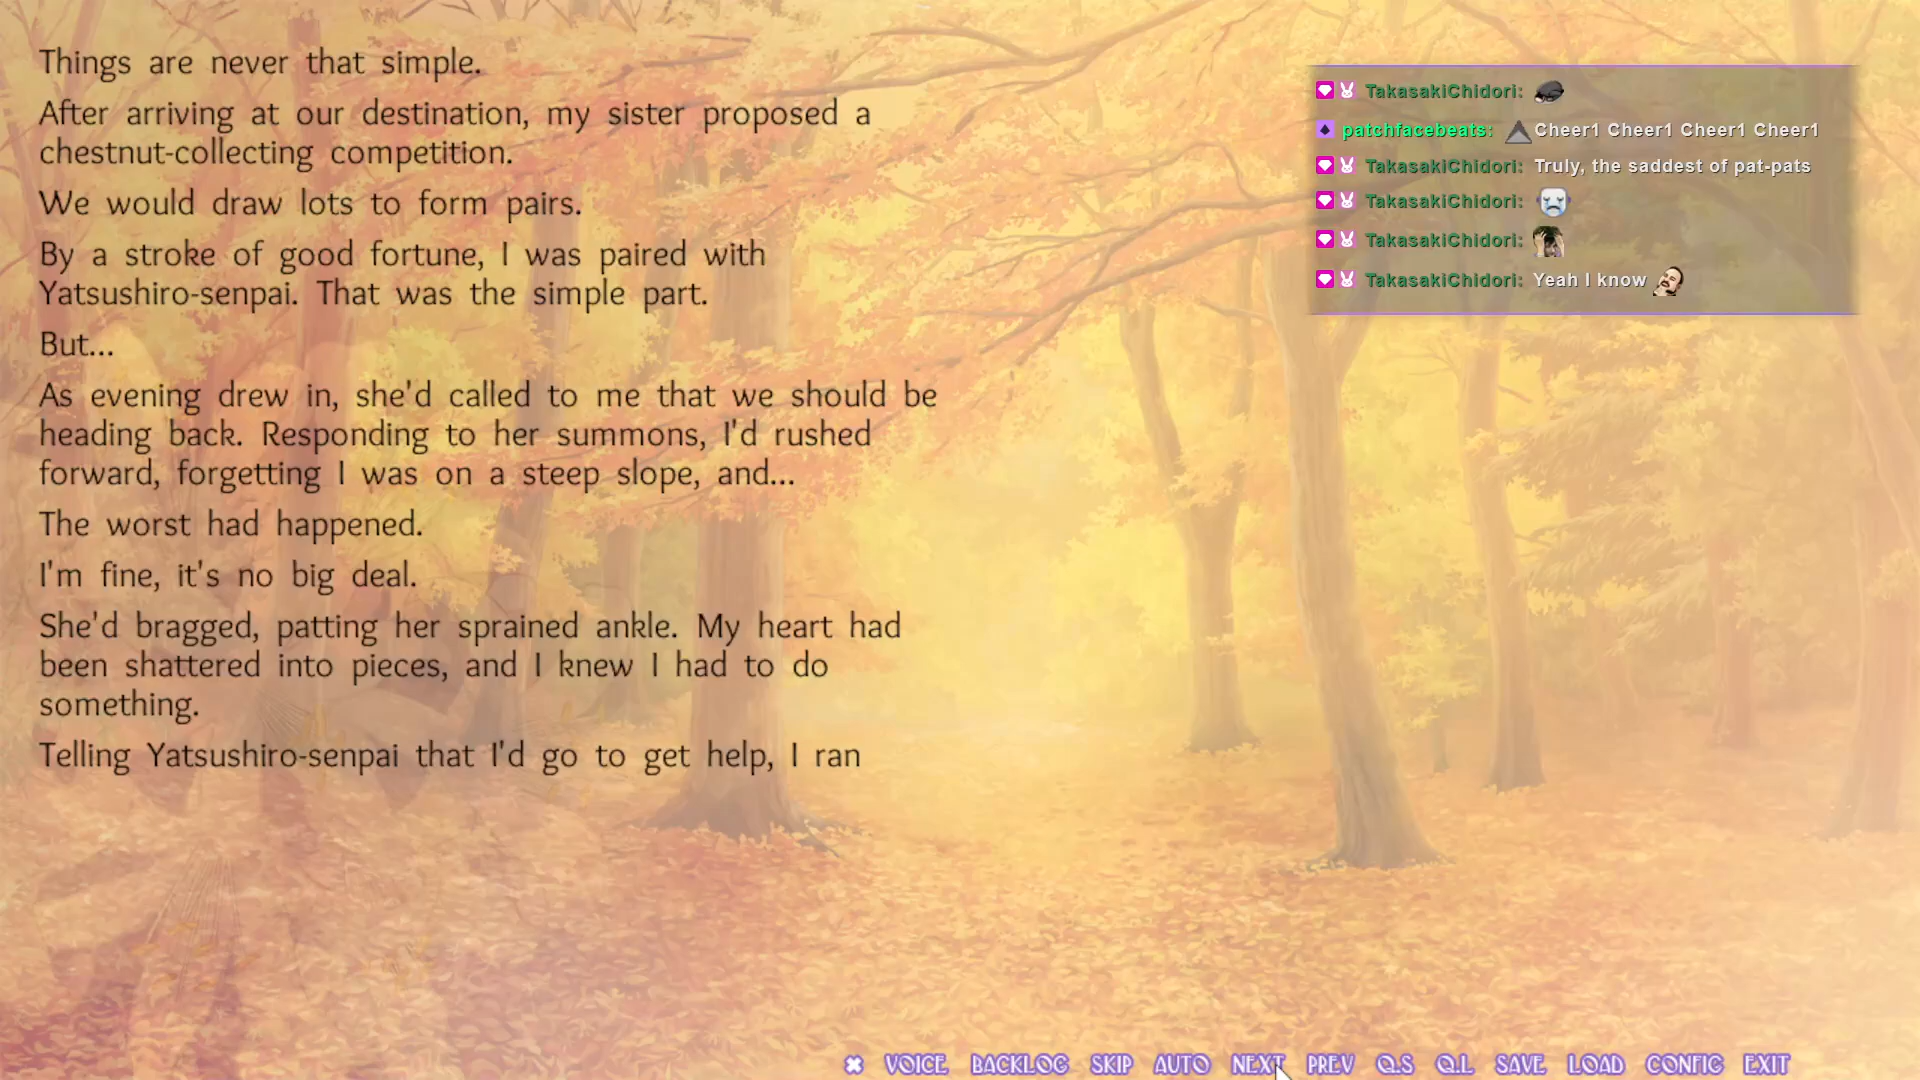 Things are never that simple.
After arriving at our destination, my sister proposed a
chestnut-collecting competition.
We would draw lots to form pairs.
By a stroke of good fortune, I was paired with
Yatsushiro-senpai. That was the simple part.
But...
As evening drew in, she'd called to me that we should be
heading back. Responding to her summons, I'd rushed
forward, forgetting I was on a steep slope, and...
The worst had happened.
I'm fine, it's no big deal.
She'd bragged, patting her sprained ankle. My heart had
been shattered into pieces, and I knew I had to do
something.
Telling Yatsushiro-senpai that I'd go to get help, I ran
TakasakiChidori:
patchfacebeats: Cheer1 Cheer1 Cheer1 Cheer1
TakasakiChidori: Truly, the saddest of pat-pats
TakasakiChidori:
TakasakiChidori:
TakasakiChidori: Yeah I know
VOICE BACKLOG SKIP AUTO NEXT PREV Q.S Q.L SAVE LOAD CONFIG EXIT